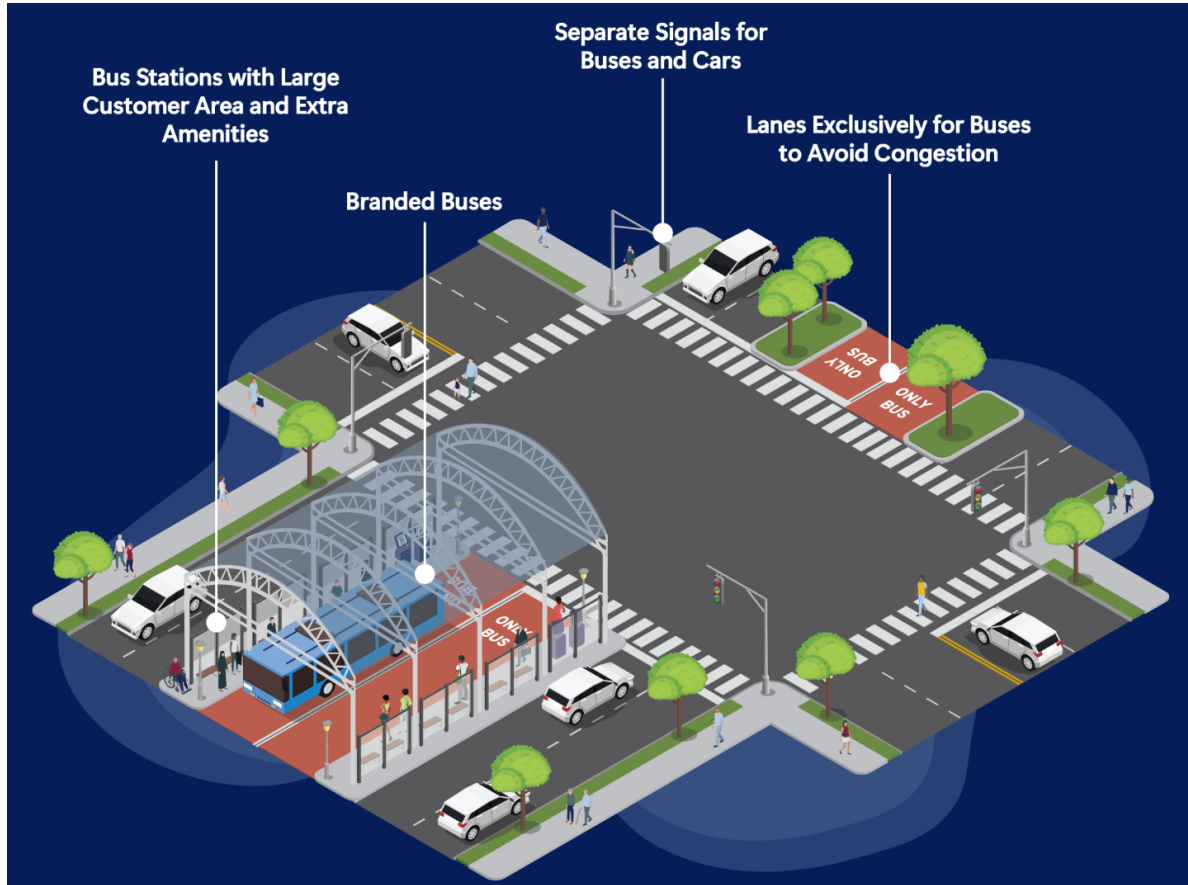 Separate Signals for
Buses and Cars
Bus Stations with Large
Customer Area and Extra
Amenities
Lanes Exclusively for Buses
to Avoid Congestion
Branded Buses
BUS
ONLY
ONLY
BUS
BUS
ONLY
BUS